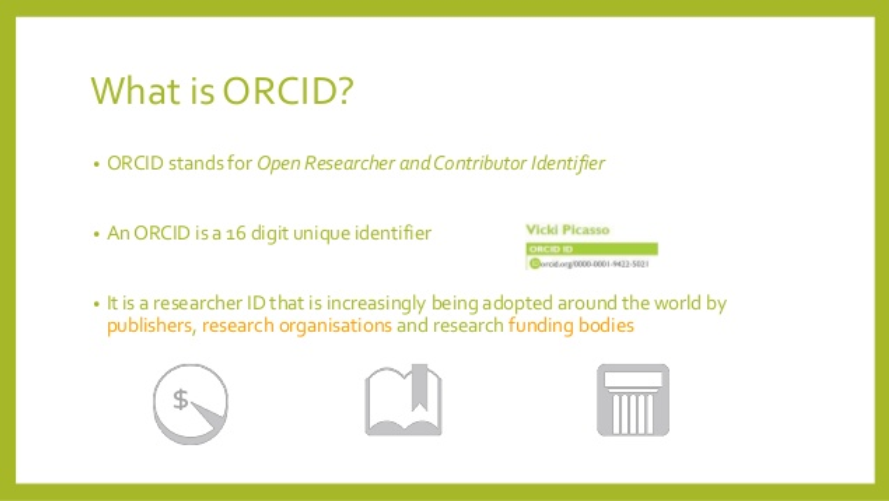 What is ORCID?
• ORCID stands for Open Researcher and Contributor Identifier
• An ORCID is a 16 digit unique identifier
Vicki Picasso
ORCID ID
orcid.org/0000-0001-9422-5021
• It is a researcher ID that is increasingly being adopted around the world by
publishers, research organisations and research funding bodies
$